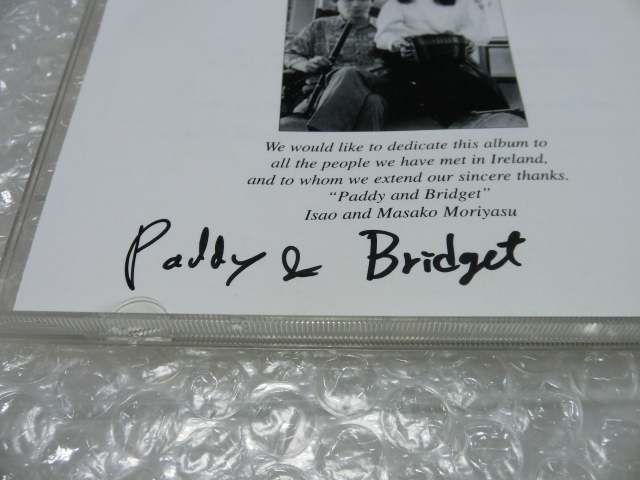 We would like to dedicate this album to
all the people we have met in Ireland,
and to whom we extend our sincere thanks.
"Paddy and Bridget"
Isao and Masako Moriyasu
Paddy & Bridget